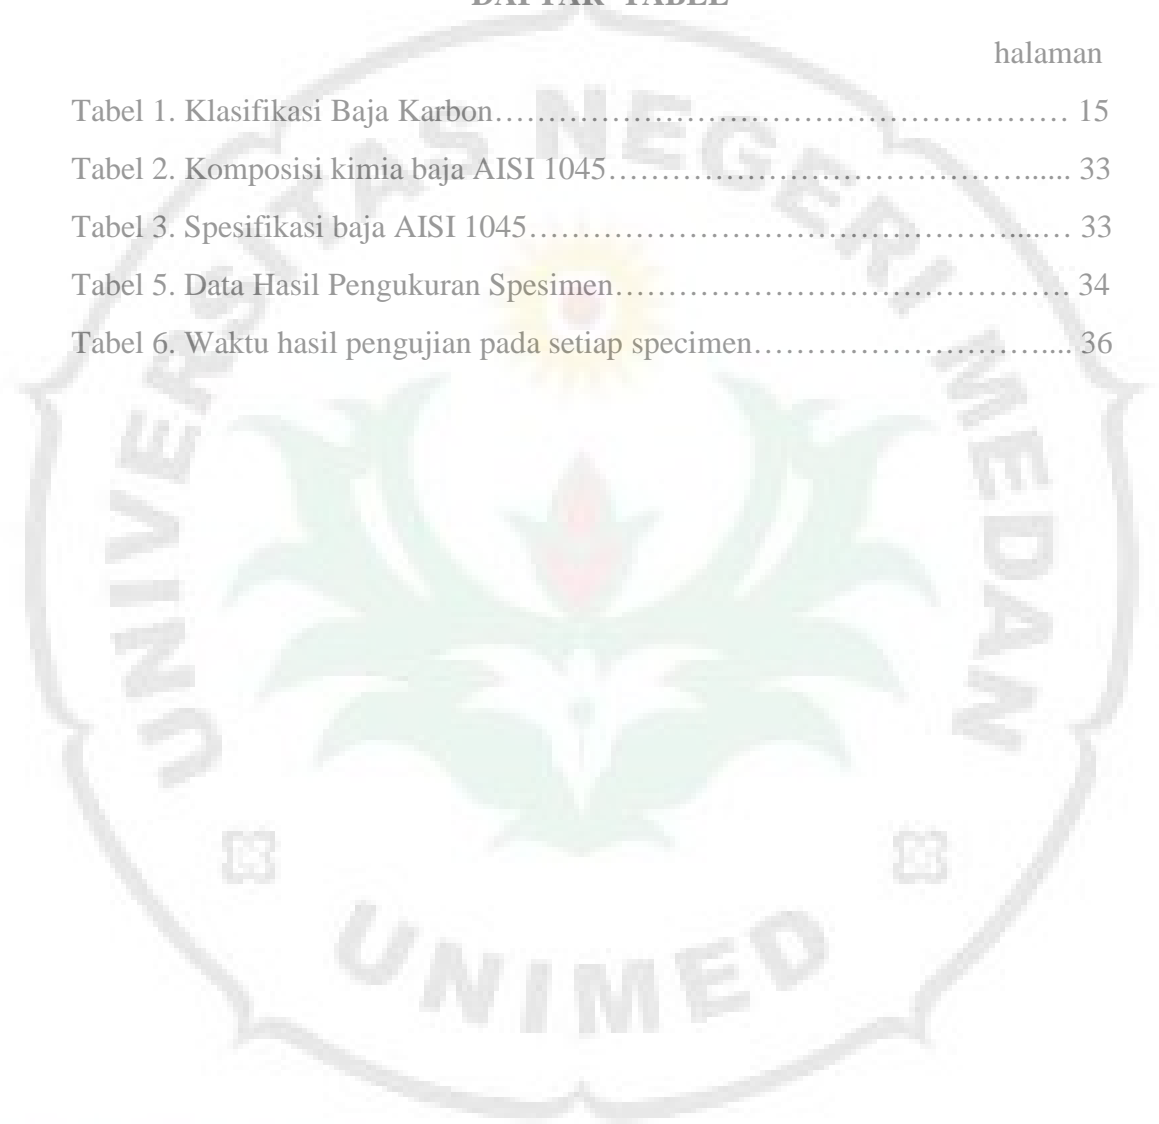 DAFTAR TABEL
halaman
Tabel 1. Klasifikasi Baja Karbon…………………………………………………… 15
Tabel 2. Komposisi kimia baja AISI 1045……………………………………...... 33
Tabel 3. Spesifikasi baja AISI 1045……………………………………………...… 33
Tabel 5. Data Hasil Pengukuran Spesimen………………………………………. 34
Tabel 6. Waktu hasil pengujian pada setiap specimen………………………….... 36
UNIVERSITAS NEGERI MEDAN
UNIMED